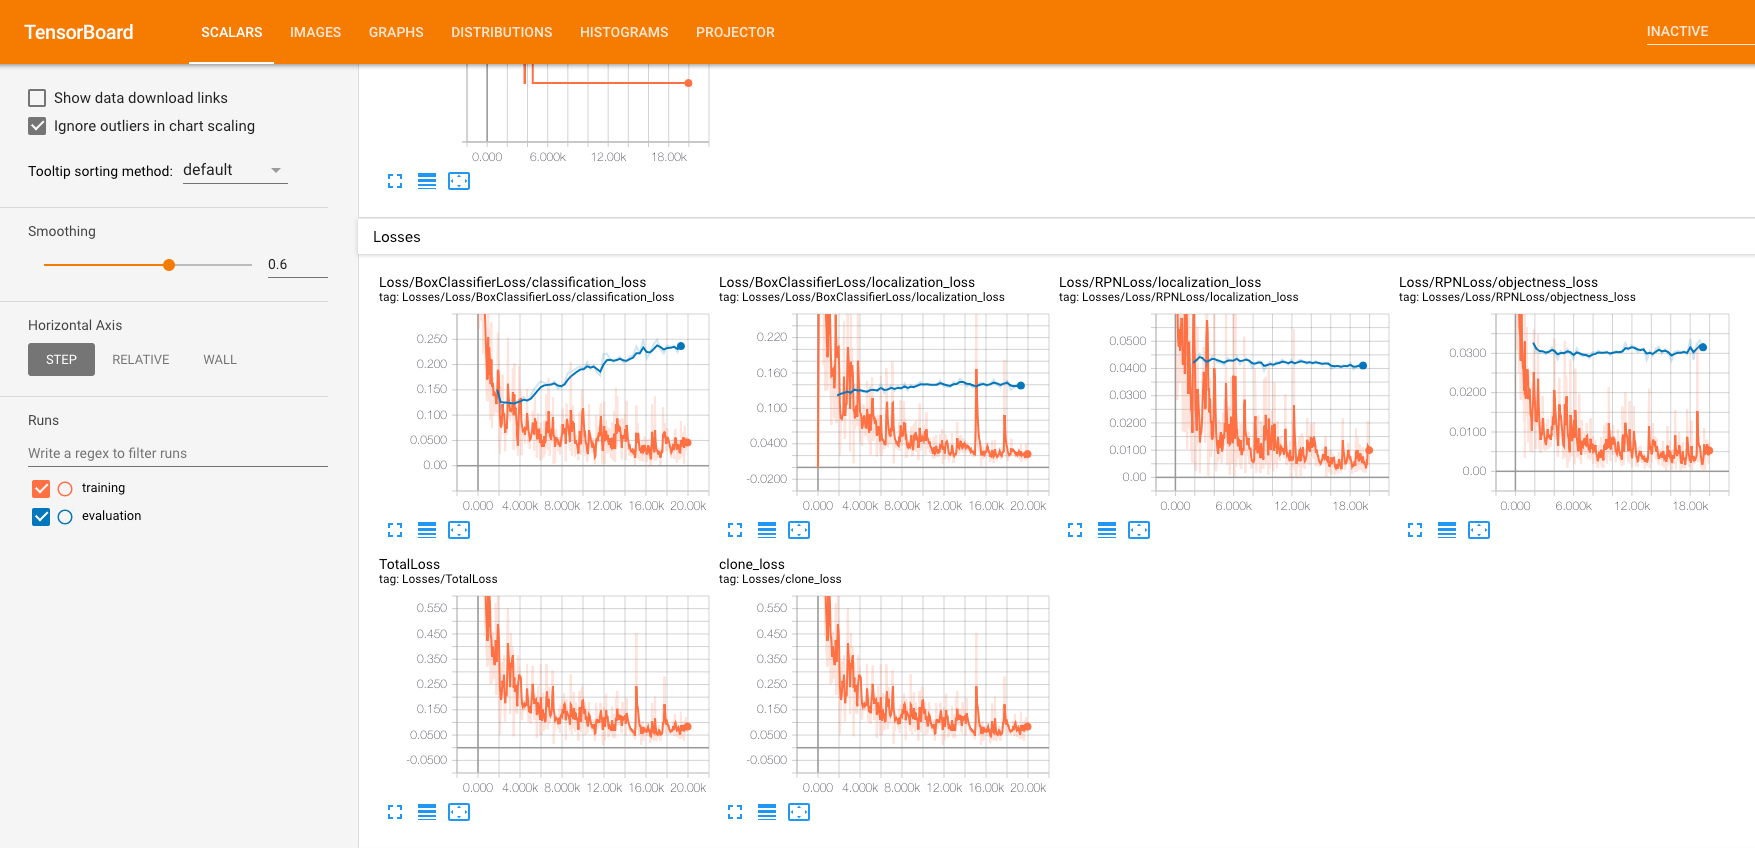 TensorBoard
SCALARS IMAGES GRAPHS DISTRIBUTIONS HISTOGRAMS PROJECTOR
INACTIVE
Show data download links
Ignore outliers in chart scaling
Tooltip sorting method: default
Smoothing
0.6
Horizontal Axis
STEP RELATIVE WALL
Runs
Write a regex to filter runs
training
evaluation
0.000 6.000k 12.00k 18.00k
Losses
Loss/BoxClassifierLoss/classification_loss
tag: Losses/Loss/BoxClassifierLoss/classification_loss
0.250
0.200
0.150
0.100
0.0500
0.00
0.000 4.000k 8.000k 12.00k 16.00k 20.00k
Loss/BoxClassifierLoss/localization_loss
tag: Losses/Loss/BoxClassifierLoss/localization_loss
0.220
0.160
0.100
0.0400
-0.0200
0.000 4.000k 8.000k 12.00k 16.00k 20.00k
Loss/RPNLoss/localization_loss
tag: Losses/Loss/RPNLoss/localization_loss
0.0500
0.0400
0.0300
0.0200
0.0100
0.00
0.000 6.000k 12.00k 18.00k
Loss/RPNLoss/objectness_loss
tag: Losses/Loss/RPNLoss/objectness_loss
0.0300
0.0200
0.0100
0.00
0.000 6.000k 12.00k 18.00k
TotalLoss
tag: Losses/TotalLoss
0.550
0.450
0.350
0.250
0.150
0.0500
-0.0500
0.000 4.000k 8.000k 12.00k 16.00k 20.00k
clone_loss
tag: Losses/clone_loss
0.550
0.450
0.350
0.250
0.150
0.0500
-0.0500
0.000 4.000k 8.000k 12.00k 16.00k 20.00k